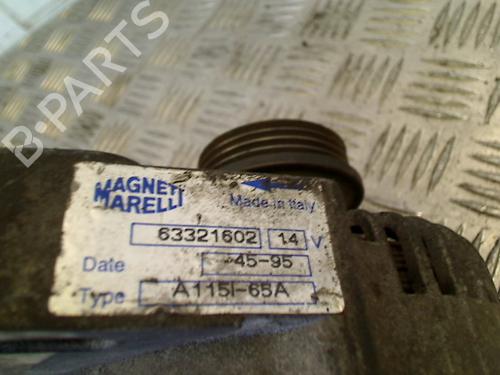 B-PARTS
MAGNETI
MARELLI
Made in Italy
63321602 14 V
Date 45-95
Type A115I-65A